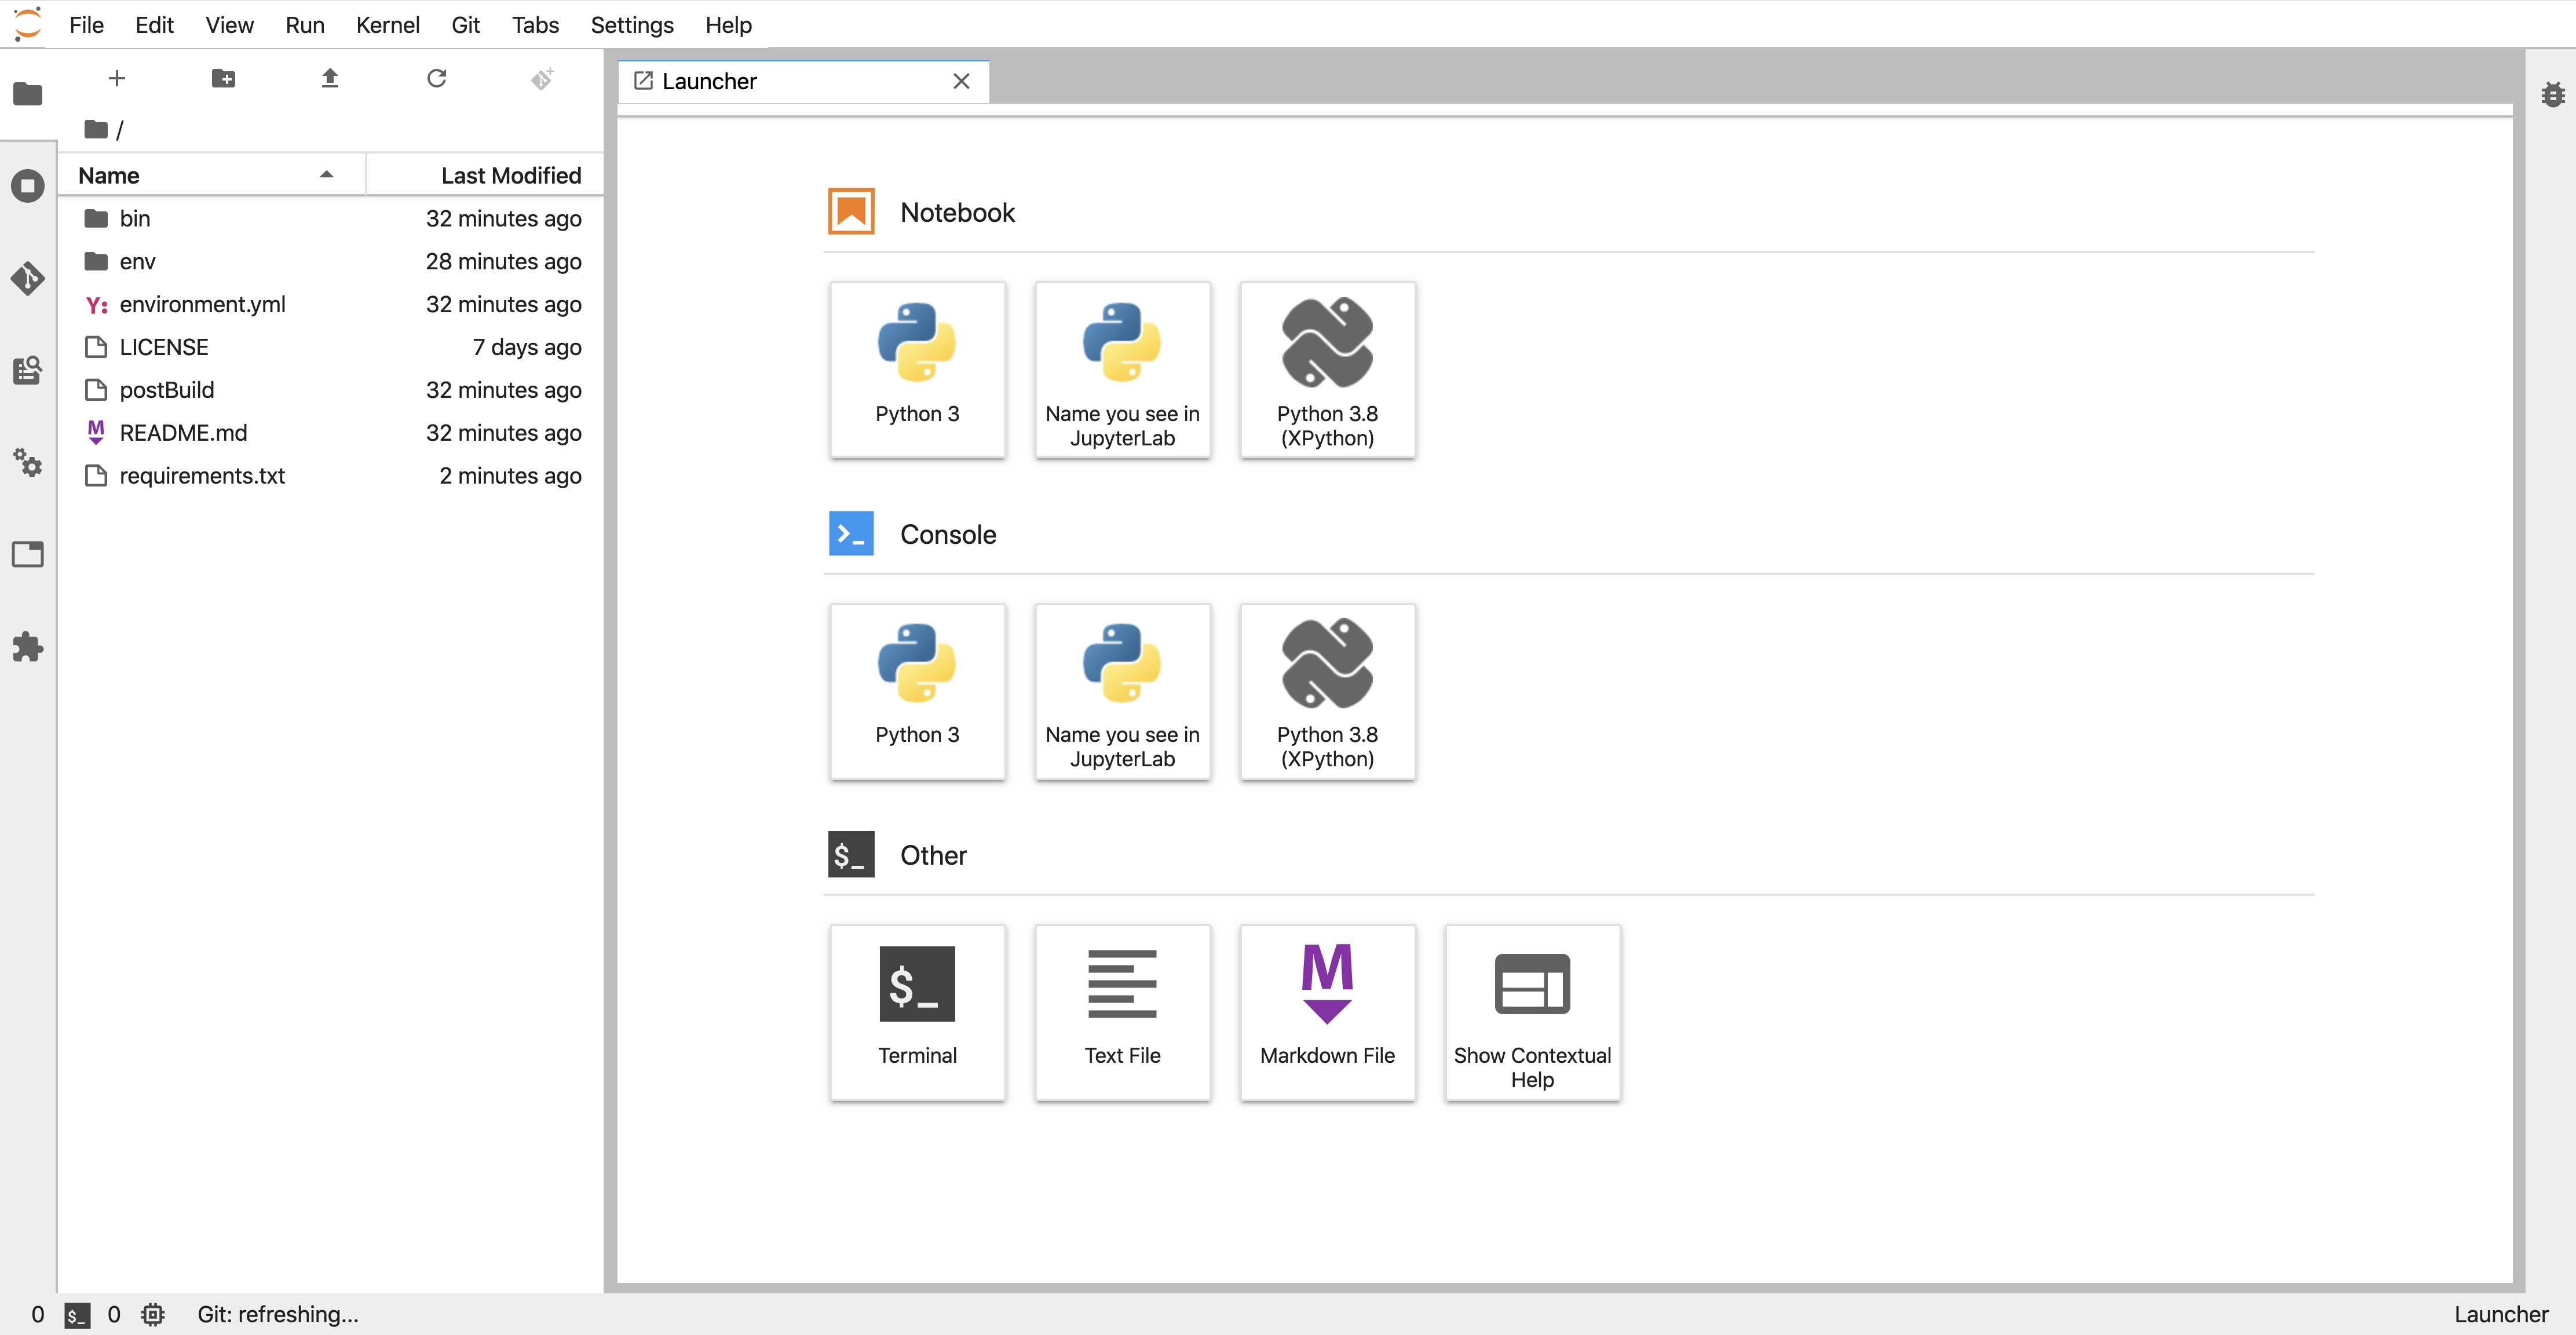 File Edit View Run Kernel Git Tabs Settings Help
/
Name Last Modified
bin 32 minutes ago
env 28 minutes ago
Y: environment.yml 32 minutes ago
LICENSE 7 days ago
postBuild 32 minutes ago
M README.md 32 minutes ago
requirements.txt 2 minutes ago
Launcher
Notebook
Python 3
Name you see in
JupyterLab
Python 3.8
(XPython)
>_ Console
Python 3
Name you see in
JupyterLab
Python 3.8
(XPython)
$_ Other
$_
Terminal
Text File
M
Markdown File
Show Contextual
Help
0 $_ 0 Git: refreshing... Launcher